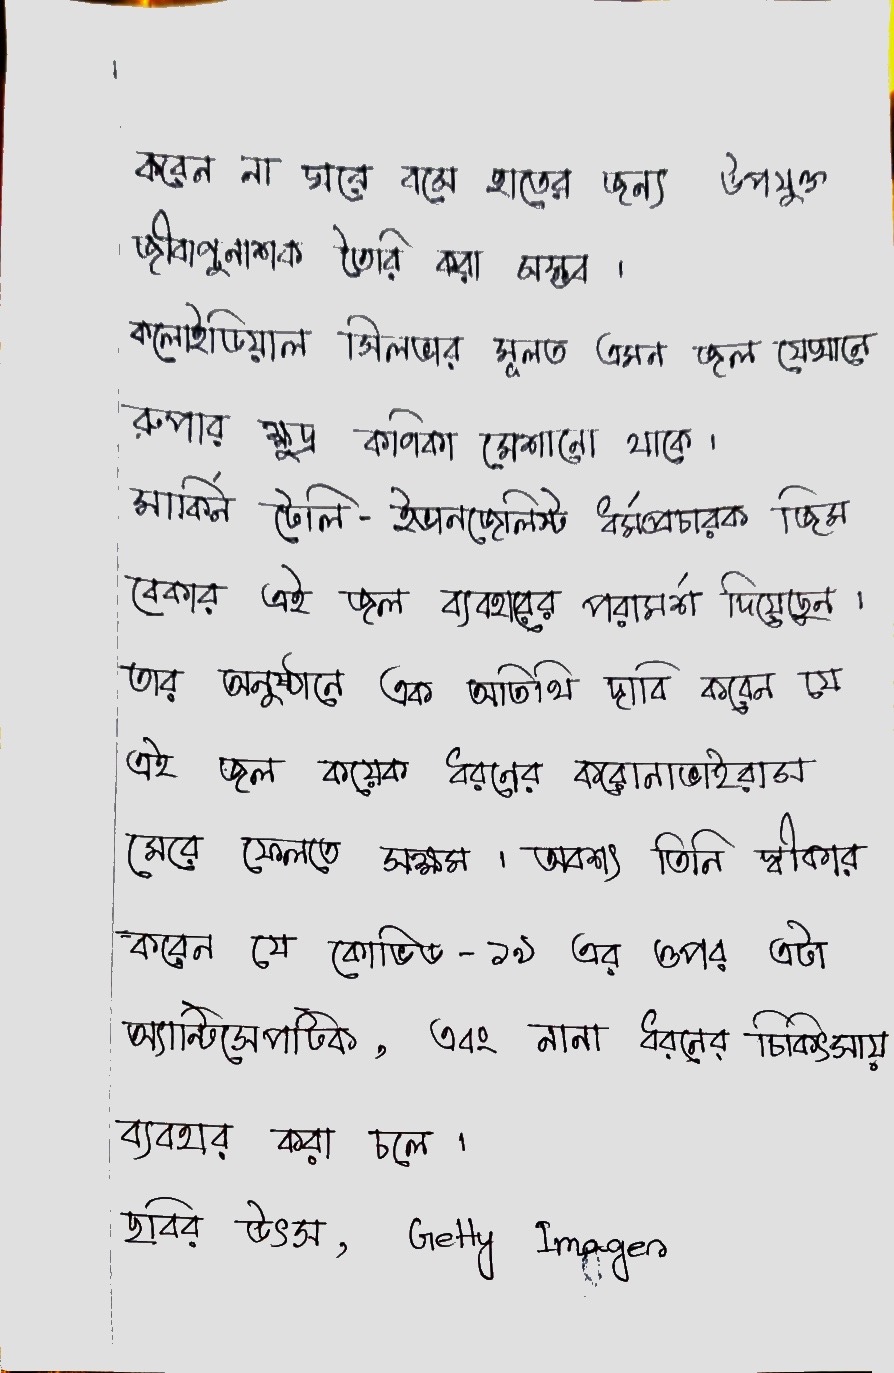 করেন না ঘরে বসে হাতের জন্য উপযুক্ত
জীবাণুনাশক তৈরি করা সম্ভব ।
কলোইডিয়াল সিলভার মূলত এমন জল যেখানে
রুপার ক্ষুদ্র কণিকা মেশানো থাকে ।
মার্কিন টেলি - ইভানজেলিস্ট ধর্মপ্রচারক জিম
বেকার এই জল ব্যবহারের পরামর্শ দিয়েছেন ।
তার অনুষ্ঠানে এক অতিথি দাবি করেন যে
এই জল কয়েক ধরনের করোনাভাইরাস
মেরে ফেলতে সক্ষম । অবশ্য তিনি স্বীকার
করেন যে কোভিড - ১৯ এর ওপর এটা
অ্যান্টিসেপটিক, এবং নানা ধরনের চিকিৎসায়
ব্যবহার করা চলে ।
ছবির উৎস, Getty Images